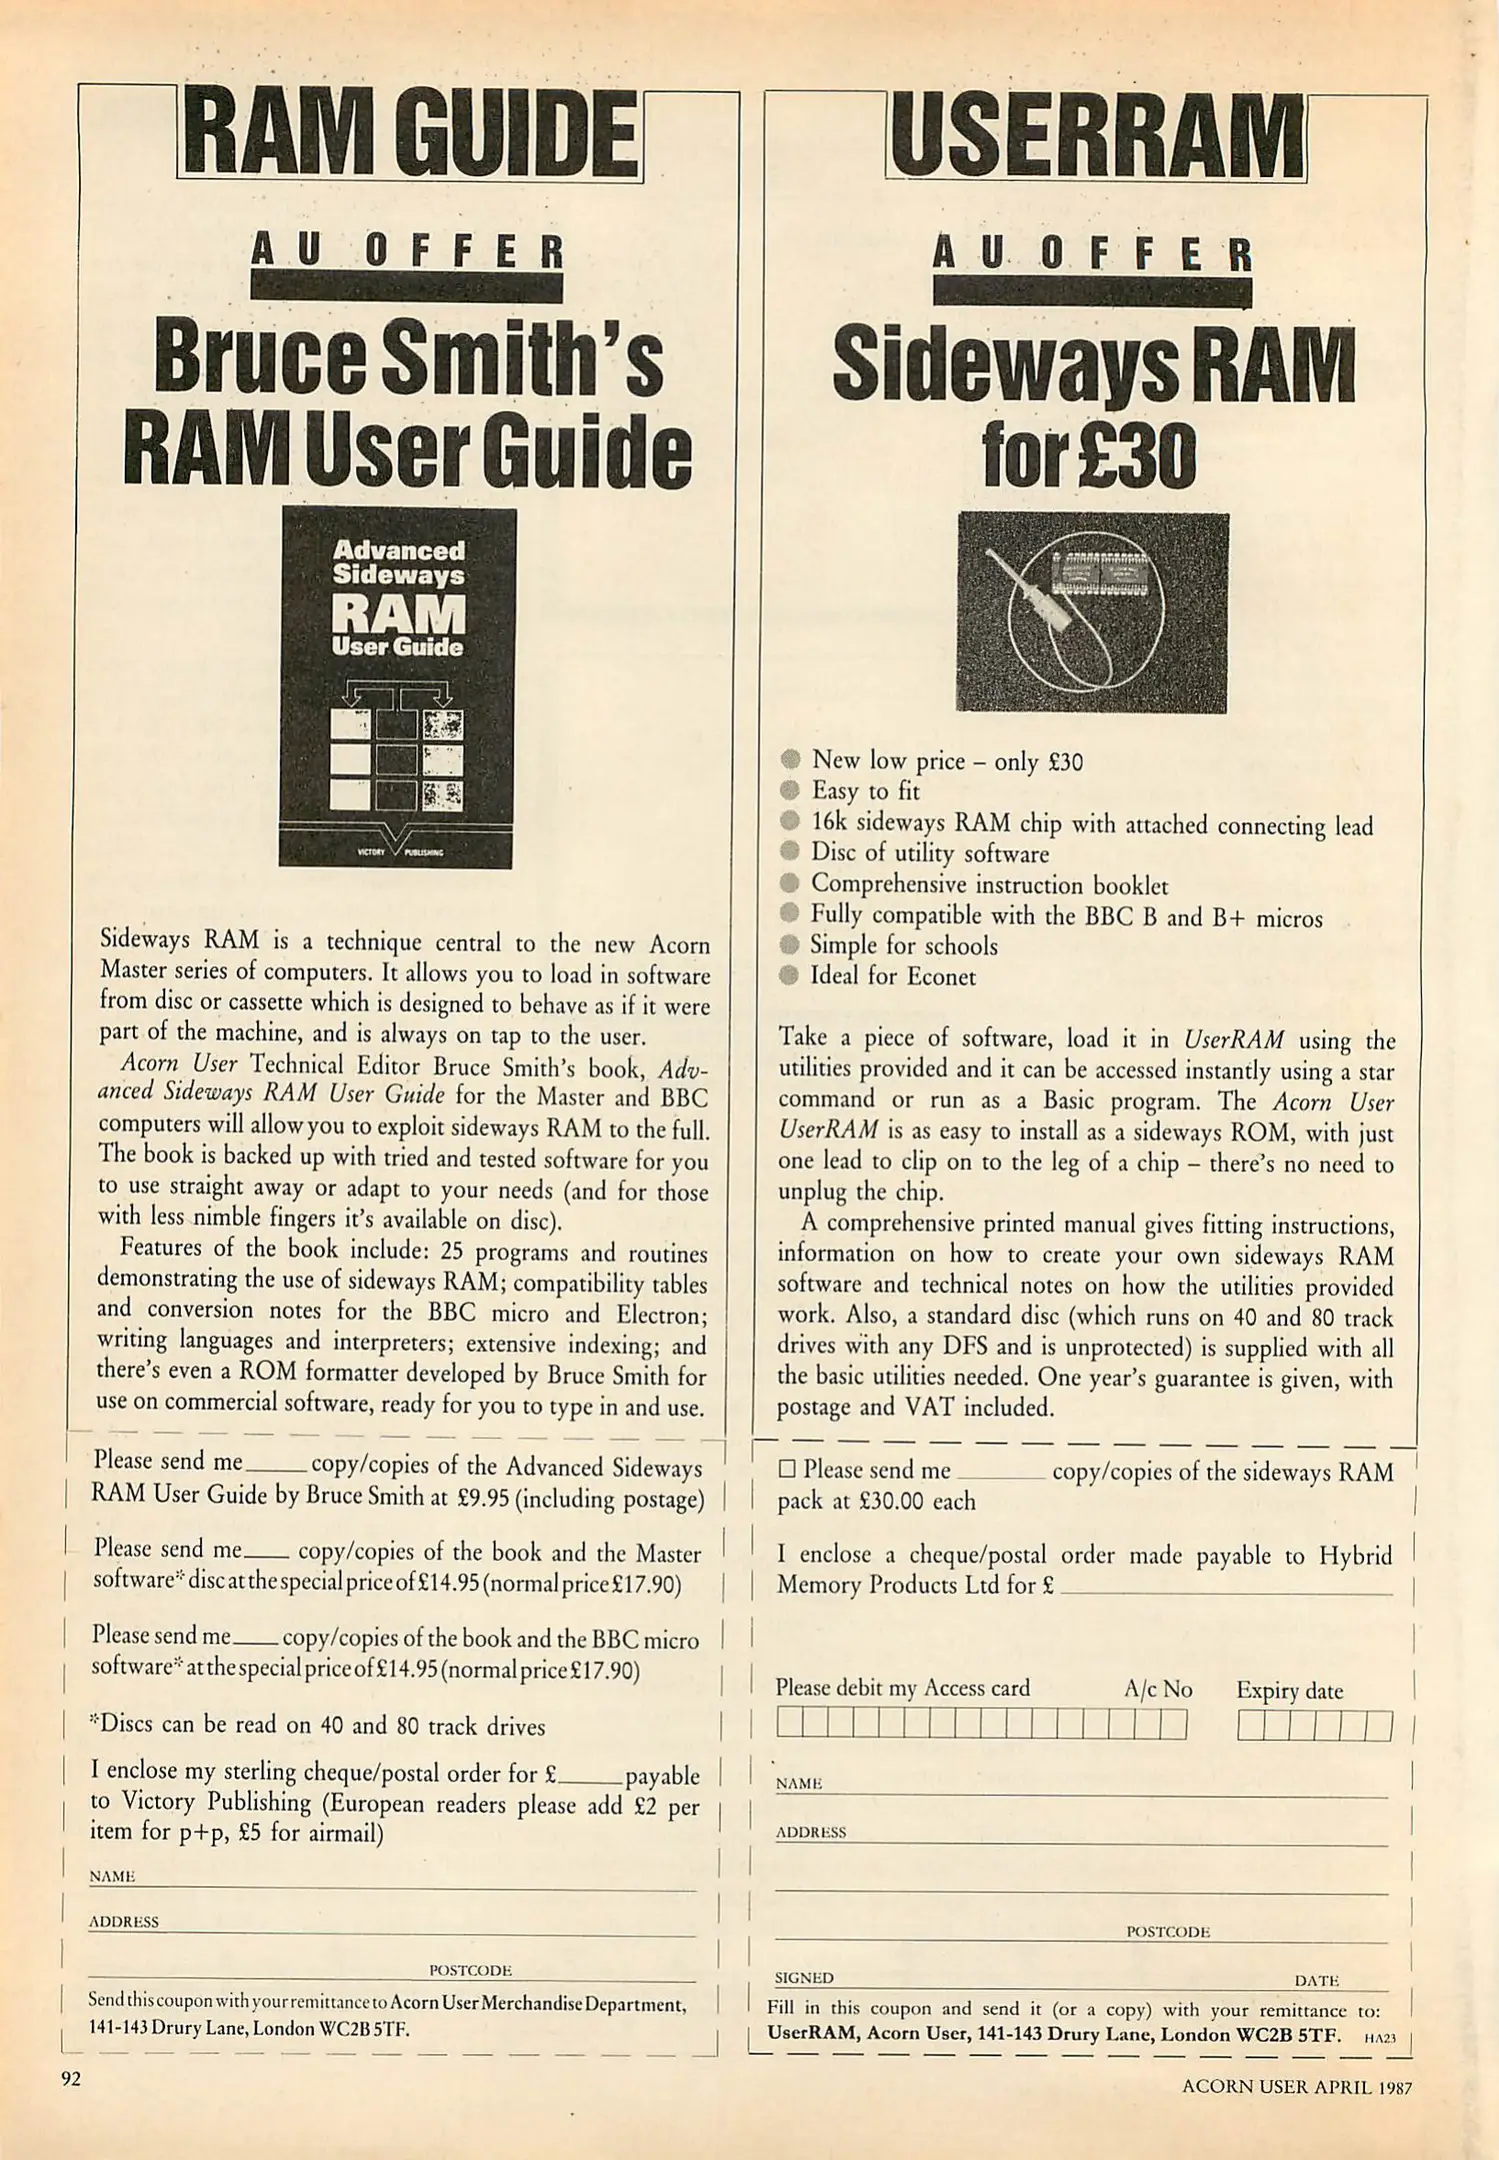 RAM GUIDE
AU OFFER
Bruce Smith's
RAM User Guide
Advanced
Sideways
RAM
User Guide
VICTORY PUBLISHING
Sideways RAM is a technique central to the new Acorn
Master series of computers. It allows you to load in software
from disc or cassette which is designed to behave as if it were
part of the machine, and is always on tap to the user.
Acorn User Technical Editor Bruce Smith's book, Adv-
anced Sideways RAM User Guide for the Master and BBC
computers will allow you to exploit sideways RAM to the full.
The book is backed up with tried and tested software for you
to use straight away or adapt to your needs (and for those
with less nimble fingers it's available on disc).
Features of the book include: 25 programs and routines
demonstrating the use of sideways RAM; compatibility tables
and conversion notes for the BBC micro and Electron;
writing languages and interpreters; extensive indexing; and
there's even a ROM formatter developed by Bruce Smith for
use on commercial software, ready for you to type in and use.
Please send me____copy/copies of the Advanced Sideways
RAM User Guide by Bruce Smith at £9.95 (including postage)
Please send me____ copy/copies of the book and the Master
software* disc at the special price of £14.95 (normal price £17.90)
Please send me____copy/copies of the book and the BBC micro
software* at the special price of £14.95 (normal price £17.90)
*Discs can be read on 40 and 80 track drives
I enclose my sterling cheque/postal order for £____payable
to Victory Publishing (European readers please add £2 per
item for p+p, £5 for airmail)
NAME
ADDRESS
POSTCODE
Send this coupon with your remittance to Acorn User Merchandise Department,
141-143 Drury Lane, London WC2B 5TF.
USERRAM
AU OFFER
Sideways RAM
for £30
New low price – only £30
Easy to fit
16k sideways RAM chip with attached connecting lead
Disc of utility software
Comprehensive instruction booklet
Fully compatible with the BBC B and B+ micros
Simple for schools
Ideal for Econet
Take a piece of software, load it in UserRAM using the
utilities provided and it can be accessed instantly using a star
command or run as a Basic program. The Acorn User
UserRAM is as easy to install as a sideways ROM, with just
one lead to clip on to the leg of a chip – there's no need to
unplug the chip.
A comprehensive printed manual gives fitting instructions,
information on how to create your own sideways RAM
software and technical notes on how the utilities provided
work. Also, a standard disc (which runs on 40 and 80 track
drives with any DFS and is unprotected) is supplied with all
the basic utilities needed. One year's guarantee is given, with
postage and VAT included.
☐ Please send me ______ copy/copies of the sideways RAM
pack at £30.00 each
I enclose a cheque/postal order made payable to Hybrid
Memory Products Ltd for £ ____
Please debit my Access card A/c No Expiry date
NAME
ADDRESS
POSTCODE
SIGNED DATE
Fill in this coupon and send it (or a copy) with your remittance to:
UserRAM, Acorn User, 141-143 Drury Lane, London WC2B 5TF. HA23
92
ACORN USER APRIL 1987